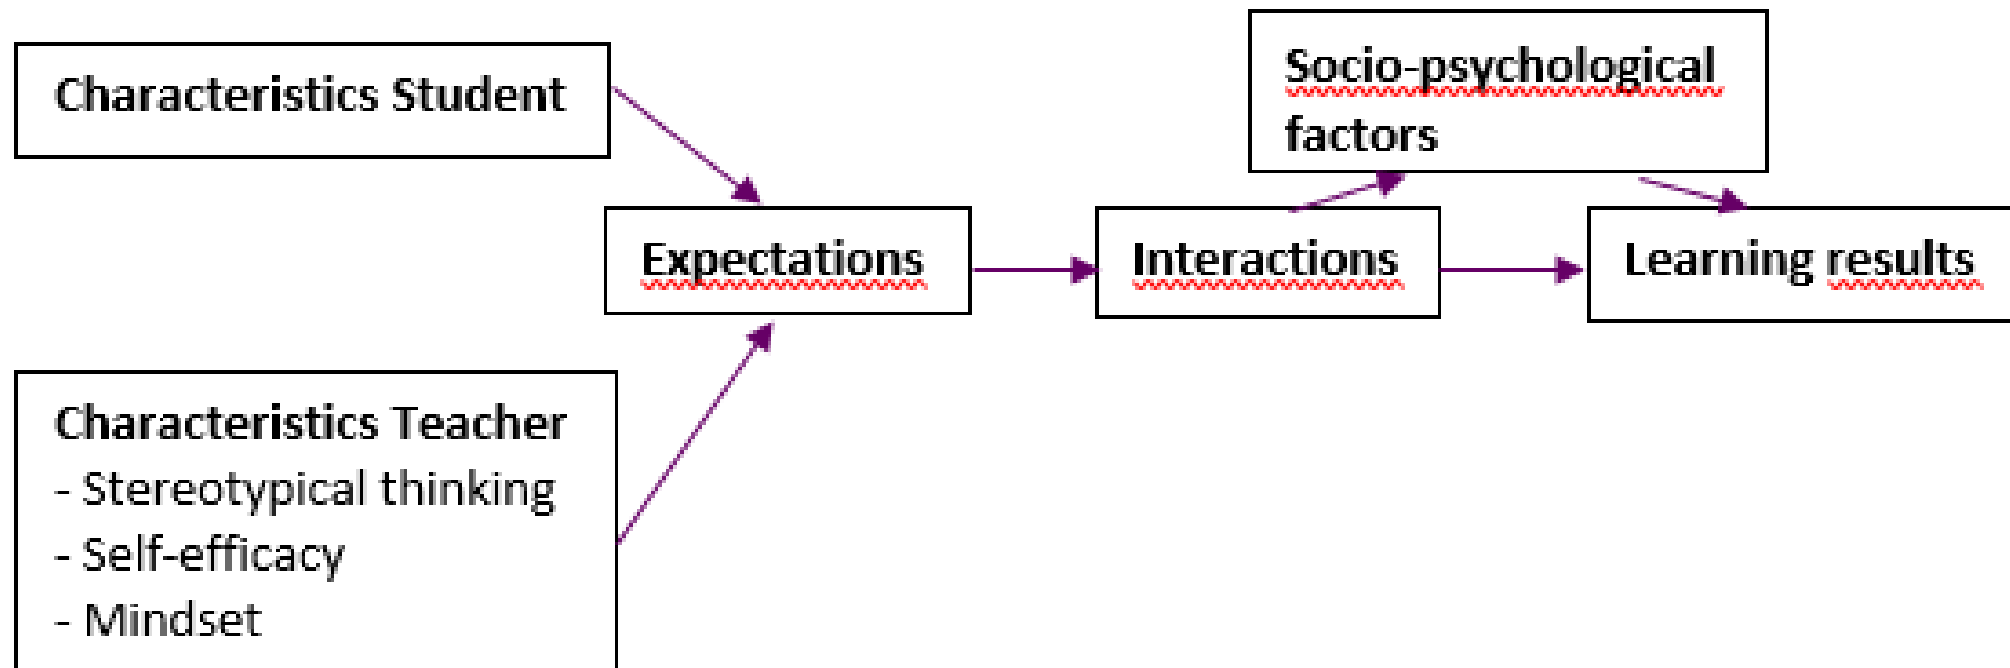 Characteristics Student
Socio-psychological
factors
Expectations
Interactions
Learning results
Characteristics Teacher
- Stereotypical thinking
- Self-efficacy
- Mindset